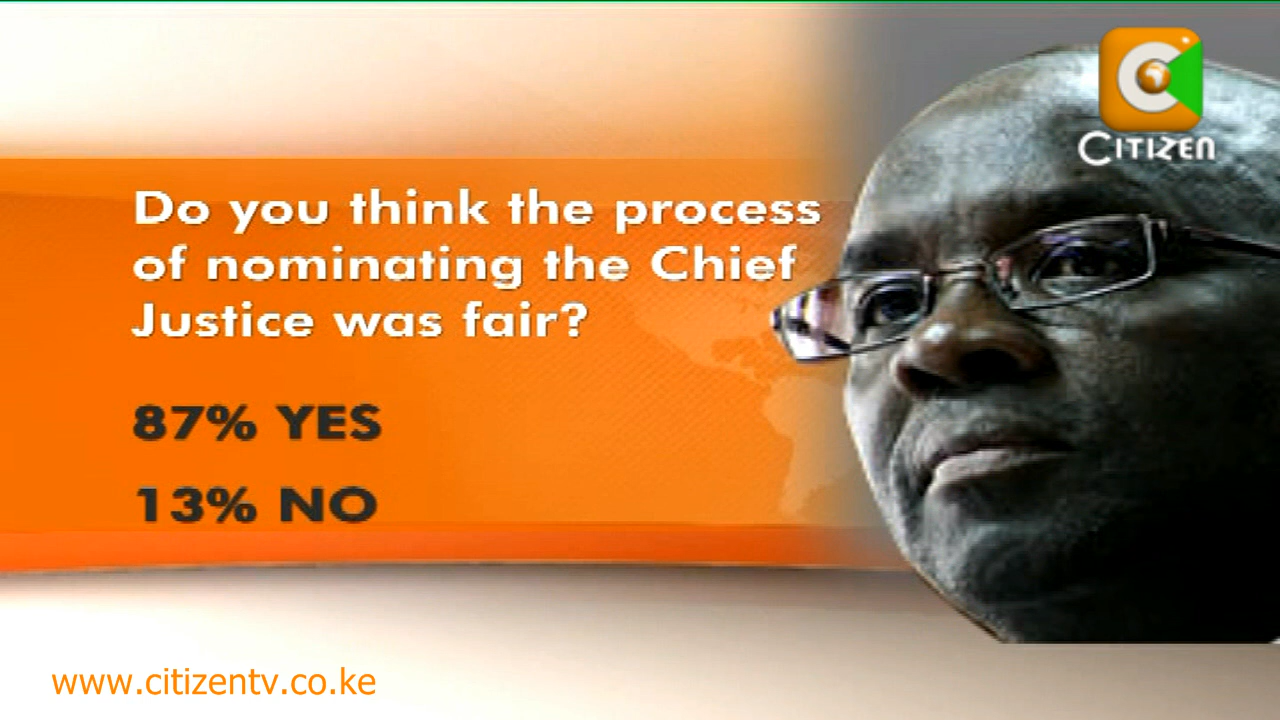 CITIZEN
Do you think the process
of nominating the Chief
Justice was fair?
87% YES
13% NO
www.citizentv.co.ke